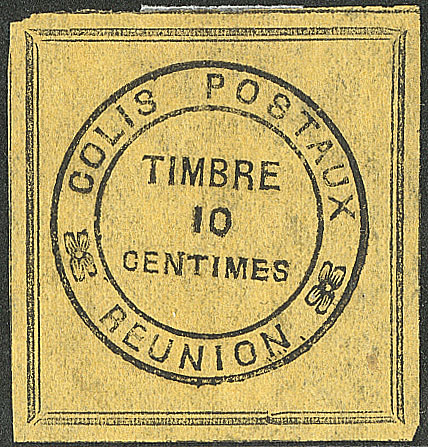 COLIS POSTAUX
TIMBRE
10
CENTIMES
REUNION.